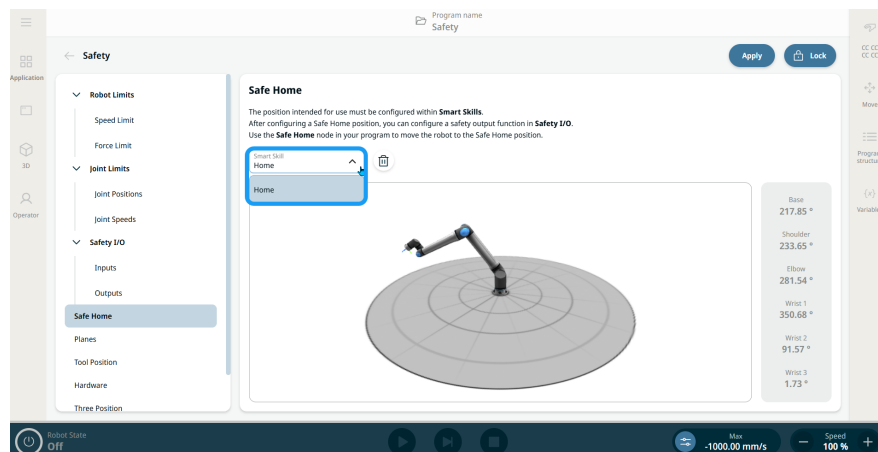 Program name
Safety
Safety
Apply
Lock
Application
3D
Operator
Robot Limits
Speed Limit
Force Limit
Joint Limits
Joint Positions
Joint Speeds
Safety I/O
Inputs
Outputs
Safe Home
Planes
Tool Position
Hardware
Three Position
Safe Home
The position intended for use must be configured within Smart Skills.
After configuring a Safe Home position, you can configure a safety output function in Safety I/O.
Use the Safe Home node in your program to move the robot to the Safe Home position.
Smart Skill
Home
Home
Base
217.85 °
Shoulder
233.65 °
Elbow
281.54 °
Wrist 1
350.68 °
Wrist 2
91.57 °
Wrist 3
1.73 °
CC CC
CC CC
Move
Program
structu
{x}
Variabl
Robot State
Off
Max
-1000.00 mm/s
Speed
100 %